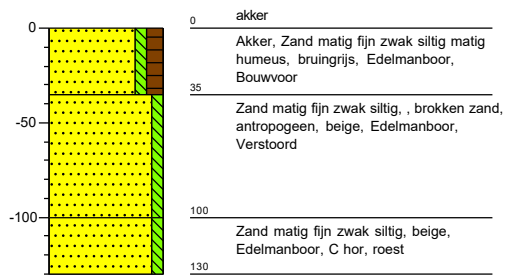 akker
0
0
Akker, Zand matig fijn zwak siltig matig
humeus, bruingrijs, Edelmanboor,
Bouwvoor
35
Zand matig fijn zwak siltig, , brokken zand,
antropogeen, beige, Edelmanboor,
Verstoord
-50
100
-100
Zand matig fijn zwak siltig, beige,
Edelmanboor, C hor, roest
130